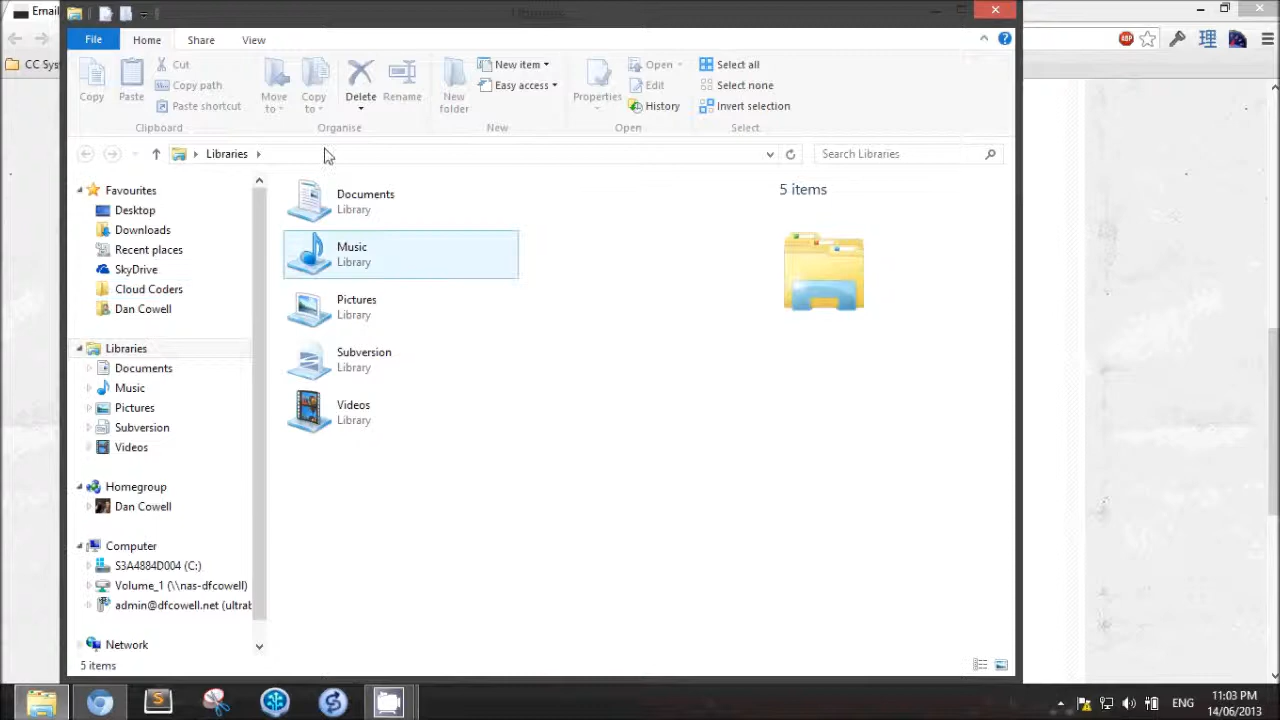 Email
CC Sys
File
Home
Share
View
Copy
Paste
Cut
Copy path
Paste shortcut
Clipboard
Move to
Copy to
Delete
Rename
Organise
New folder
New item
Easy access
New
Properties
Open
Edit
History
Open
Select all
Select none
Invert selection
Select
Libraries
Search Libraries
Favourites
Desktop
Downloads
Recent places
SkyDrive
Cloud Coders
Dan Cowell
Libraries
Documents
Music
Pictures
Subversion
Videos
Homegroup
Dan Cowell
Computer
S3A4884D004 (C:)
Volume_1 (\\nas-dfcowell)
admin@dfcowell.net (ultrab
Network
Documents
Library
Music
Library
Pictures
Library
Subversion
Library
Videos
Library
5 items
5 items
ABP
理
S
ENG
11:03 PM
14/06/2013